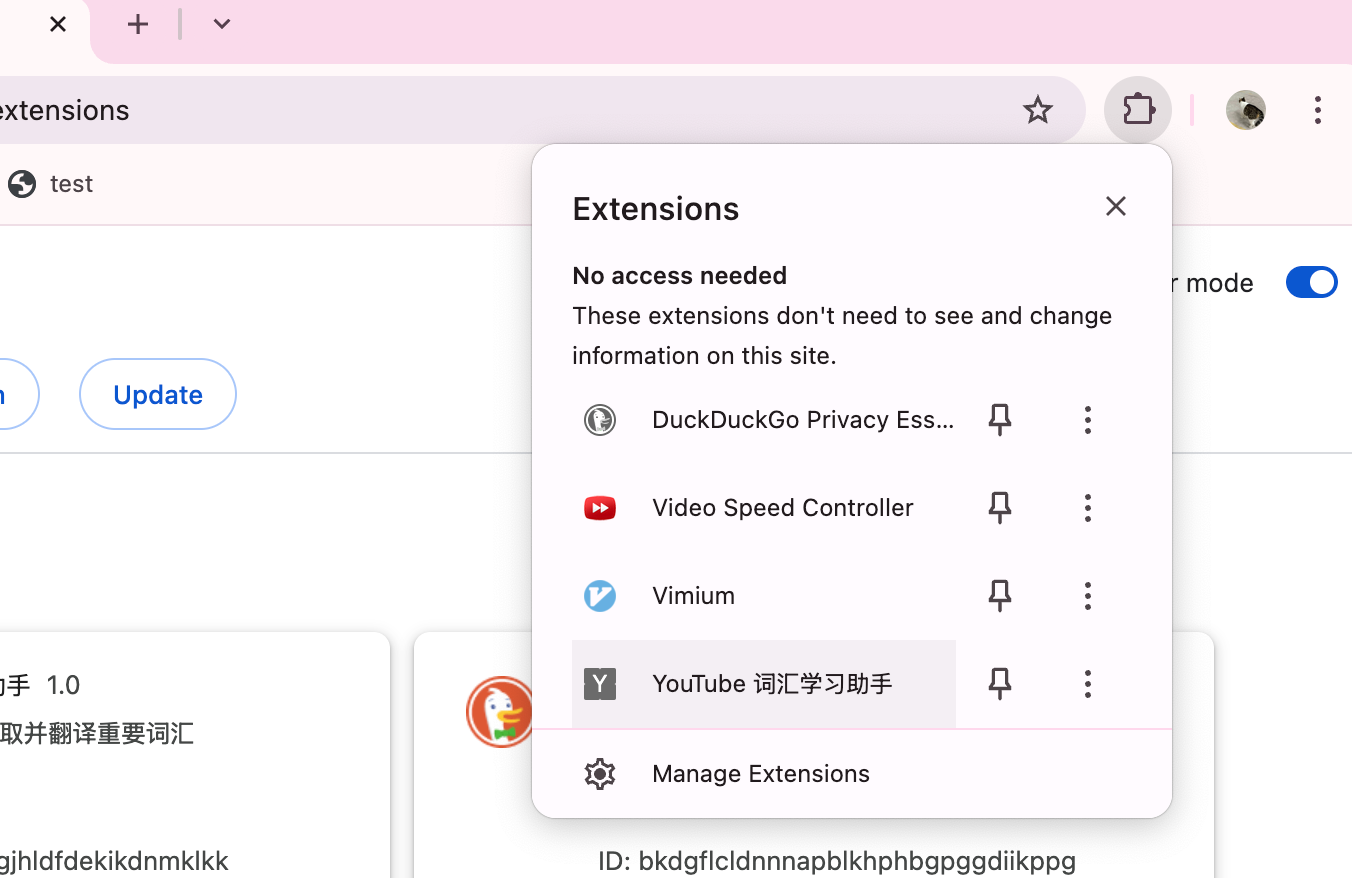 extensions
test
Extensions
No access needed
These extensions don't need to see and change
information on this site.
mode
Update
DuckDuckGo Privacy Ess...
Video Speed Controller
Vimium
Y
YouTube 词汇学习助手
手 1.0
取并翻译重要词汇
Manage Extensions
gjhldfdekikdnmklkk
ID: bkdgflcldnnnapblkhphbgpggdiikppg